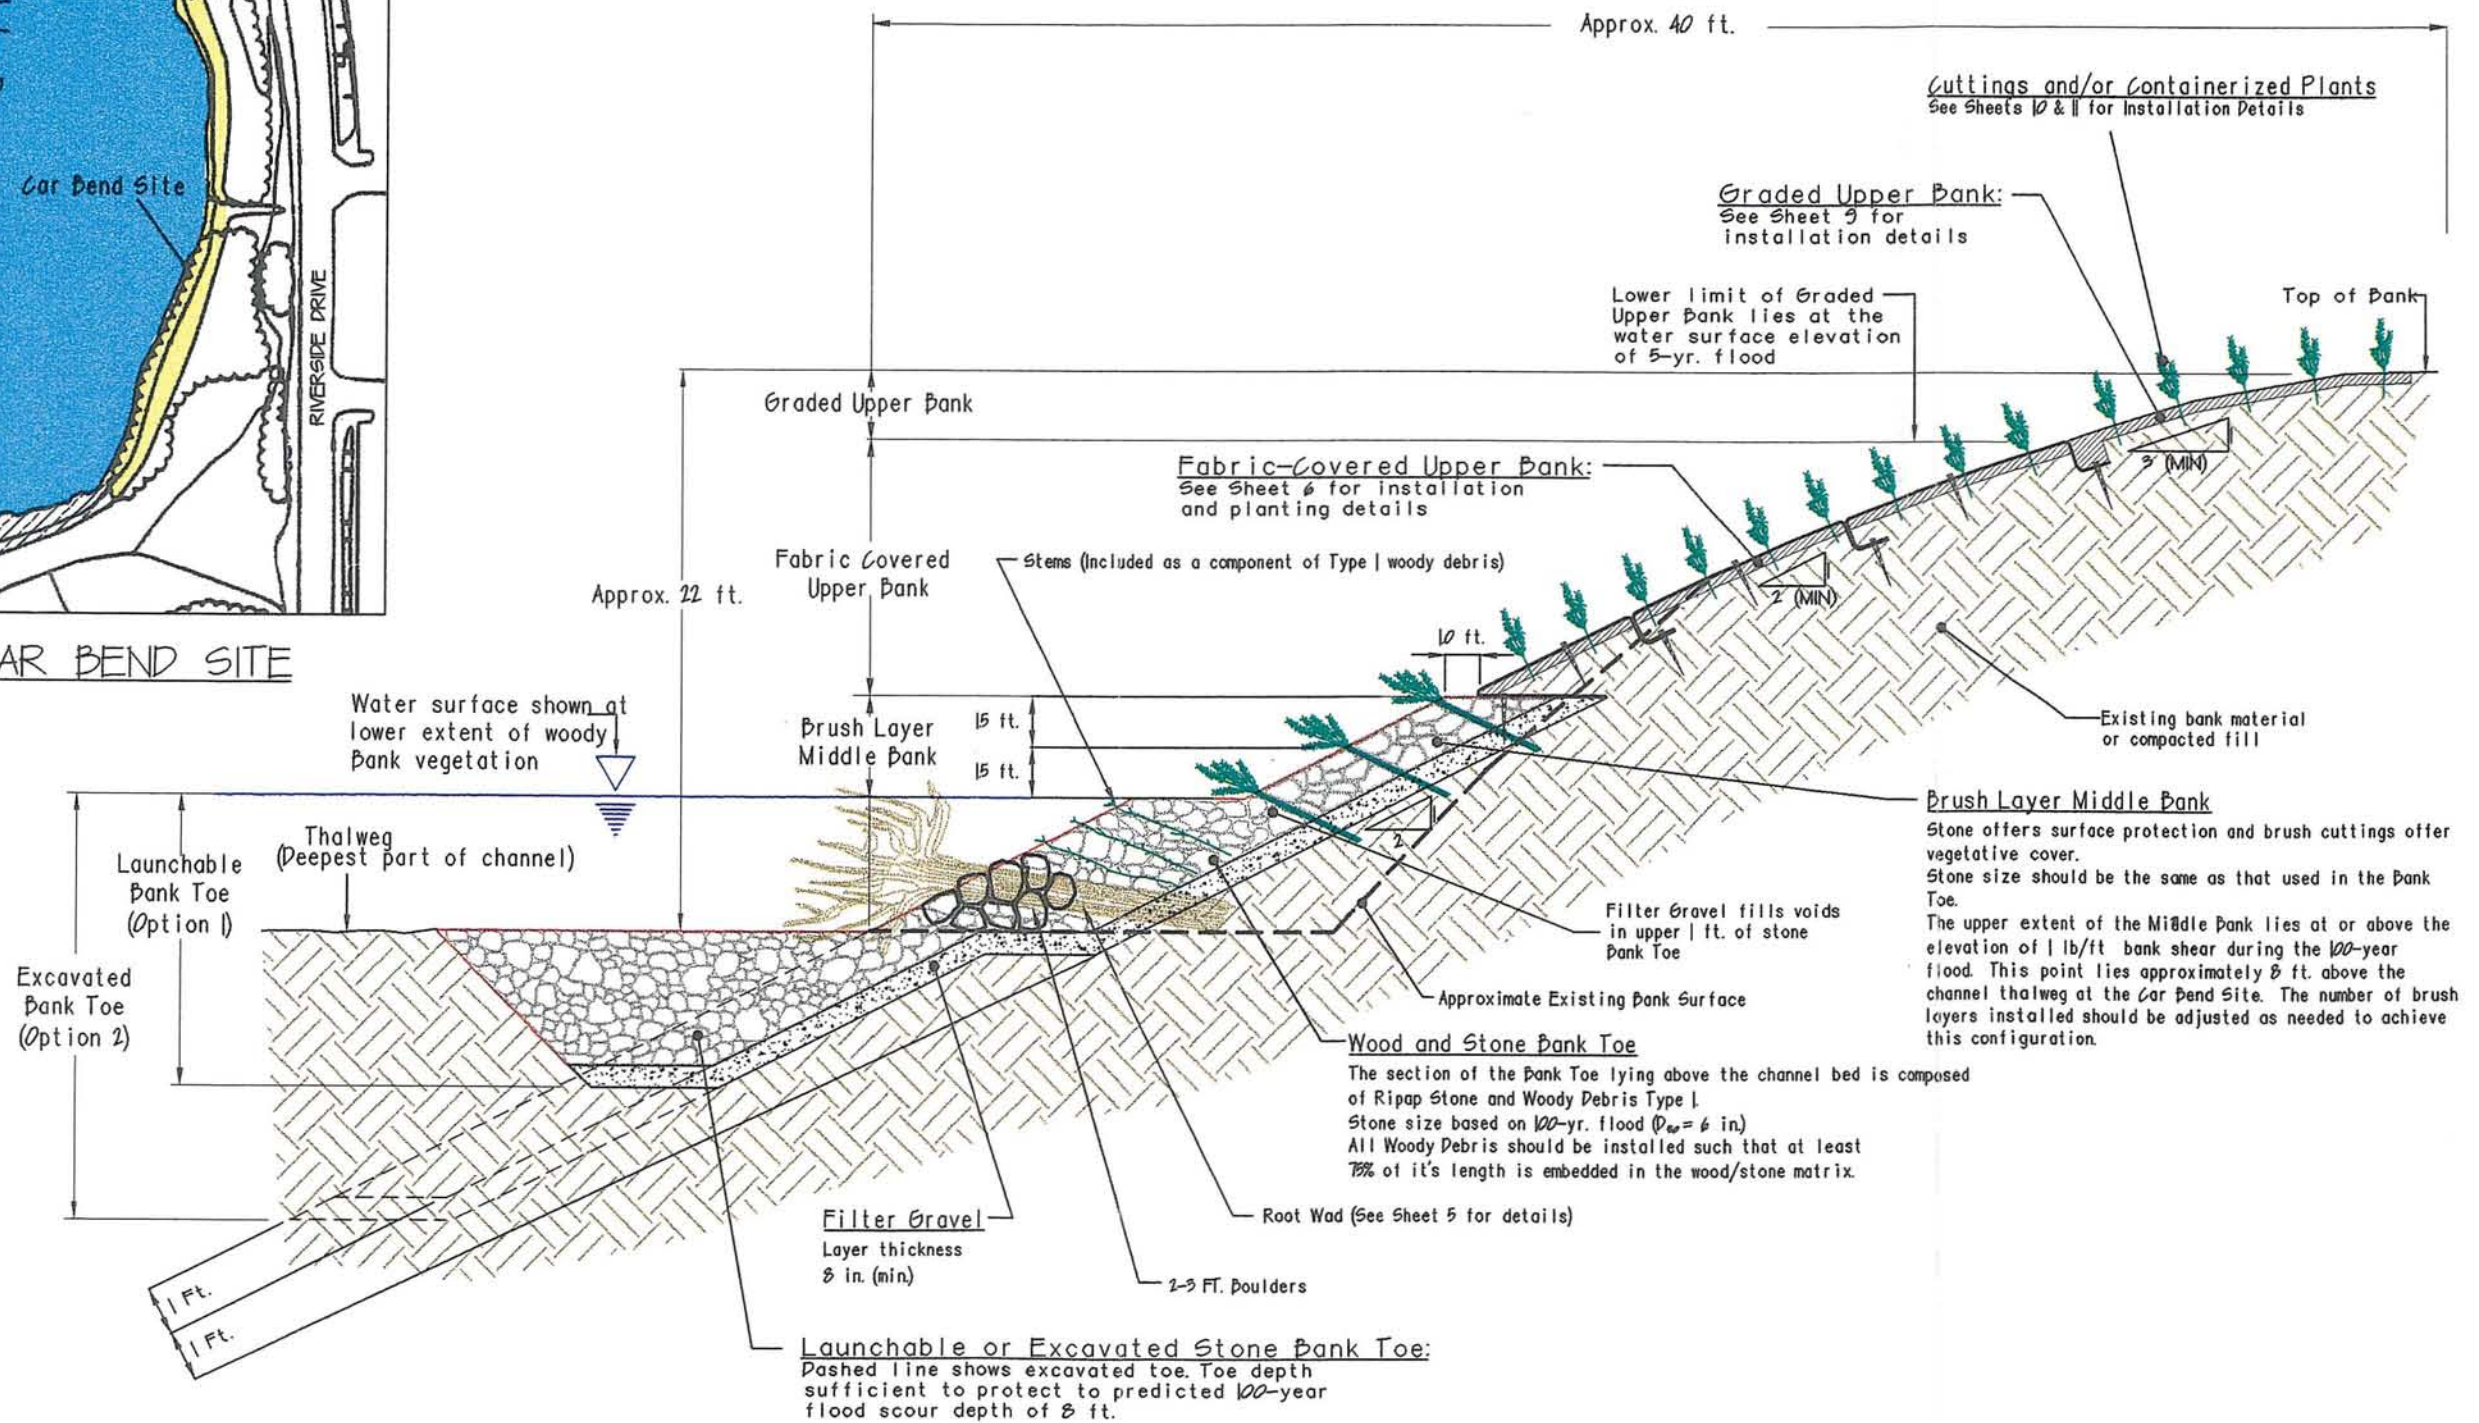 Approx. 40 ft.
Cuttings and/or Containerized Plants
See Sheets 10 & 11 for Installation Details
Car Bend Site
Graded Upper Bank:
See Sheet 9 for
installation details
RIVERSIDE DRIVE
Lower limit of Graded
Upper Bank lies at the
water surface elevation
of 5-yr. flood
Top of Bank
Graded Upper Bank
3 (MIN)
Fabric-Covered Upper Bank:
See Sheet 6 for installation
and planting details
Fabric Covered
Upper Bank
Stems (Included as a component of Type 1 woody debris)
Approx. 22 ft.
2 (MIN)
10 ft.
AR BEND SITE
Water surface shown at
lower extent of woody
Bank vegetation
Brush Layer
Middle Bank
15 ft.
15 ft.
Existing bank material
or compacted fill
Thalweg
(Deepest part of channel)
Launchable
Bank Toe
(Option 1)
1
2
Brush Layer Middle Bank
Stone offers surface protection and brush cuttings offer
vegetative cover.
Stone size should be the same as that used in the Bank
Toe.
The upper extent of the Middle Bank lies at or above the
elevation of 1 lb/ft bank shear during the 100-year
flood. This point lies approximately 8 ft. above the
channel thalweg at the Car Bend Site. The number of brush
layers installed should be adjusted as needed to achieve
this configuration.
Filter Gravel fills voids
in upper 1 ft. of stone
Bank Toe
Excavated
Bank Toe
(Option 2)
Approximate Existing Bank Surface
Wood and Stone Bank Toe
The section of the Bank Toe lying above the channel bed is composed
of Ripap Stone and Woody Debris Type 1.
Stone size based on 100-yr. flood (D = 6 in.)
All Woody Debris should be installed such that at least
75% of it's length is embedded in the wood/stone matrix.
Filter Gravel
Layer thickness
8 in. (min.)
Root Wad (See Sheet 5 for details)
2-3 FT. Boulders
1 Ft.
1 Ft.
Launchable or Excavated Stone Bank Toe:
Dashed line shows excavated toe. Toe depth
sufficient to protect to predicted 100-year
flood scour depth of 8 ft.